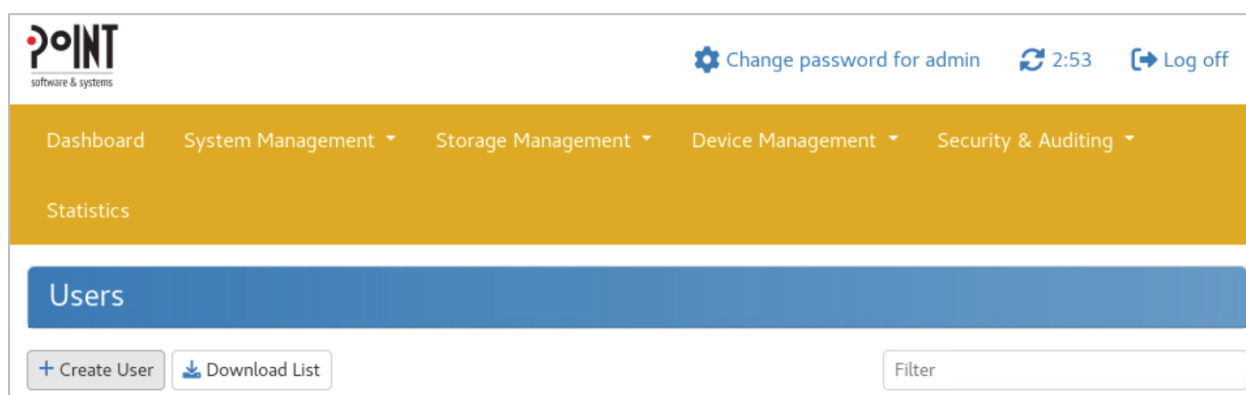 PoINT
software & systems
Change password for admin 2:53 Log off
Dashboard System Management Storage Management Device Management Security & Auditing
Statistics
Users
+ Create User Download List Filter